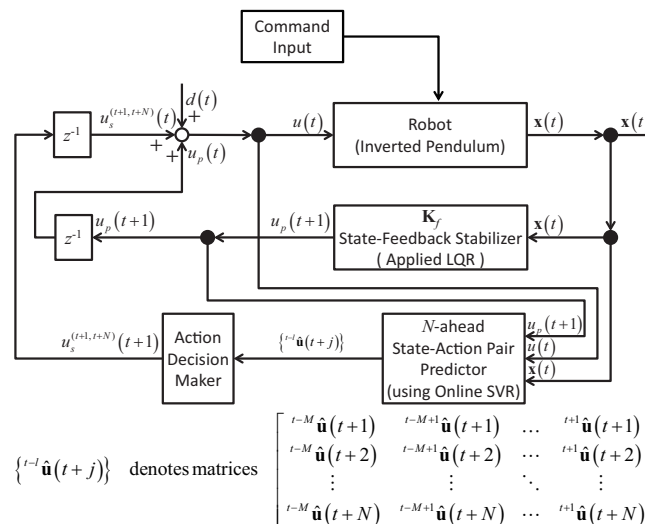 Command
Input
d(t)
+
u_s^{(t+1,t+N)}(t)
z^{-1}
+
+
u_p(t)
u(t)
Robot
(Inverted Pendulum)
x(t)
x(t)
u_p(t+1)
z^{-1}
u_p(t+1)
K_f
State-Feedback Stabilizer
( Applied LQR )
x(t)
u_s^{(t+1,t+N)}(t+1)
Action
Decision
Maker
{^{t-l}û(t+j)}
N-ahead
State-Action Pair
Predictor
(using Online SVR)
u_p(t+1)
u(t)
x(t)
{^{t-l}û(t+j)} denotes matrices
^{t-M}û(t+1) ^{t-M+1}û(t+1) ⋯ ^{t+1}û(t+1)
^{t-M}û(t+2) ^{t-M+1}û(t+2) ⋯ ^{t+1}û(t+2)
⋮ ⋮ ⋱ ⋮
^{t-M}û(t+N) ^{t-M+1}û(t+N) ⋯ ^{t+1}û(t+N)